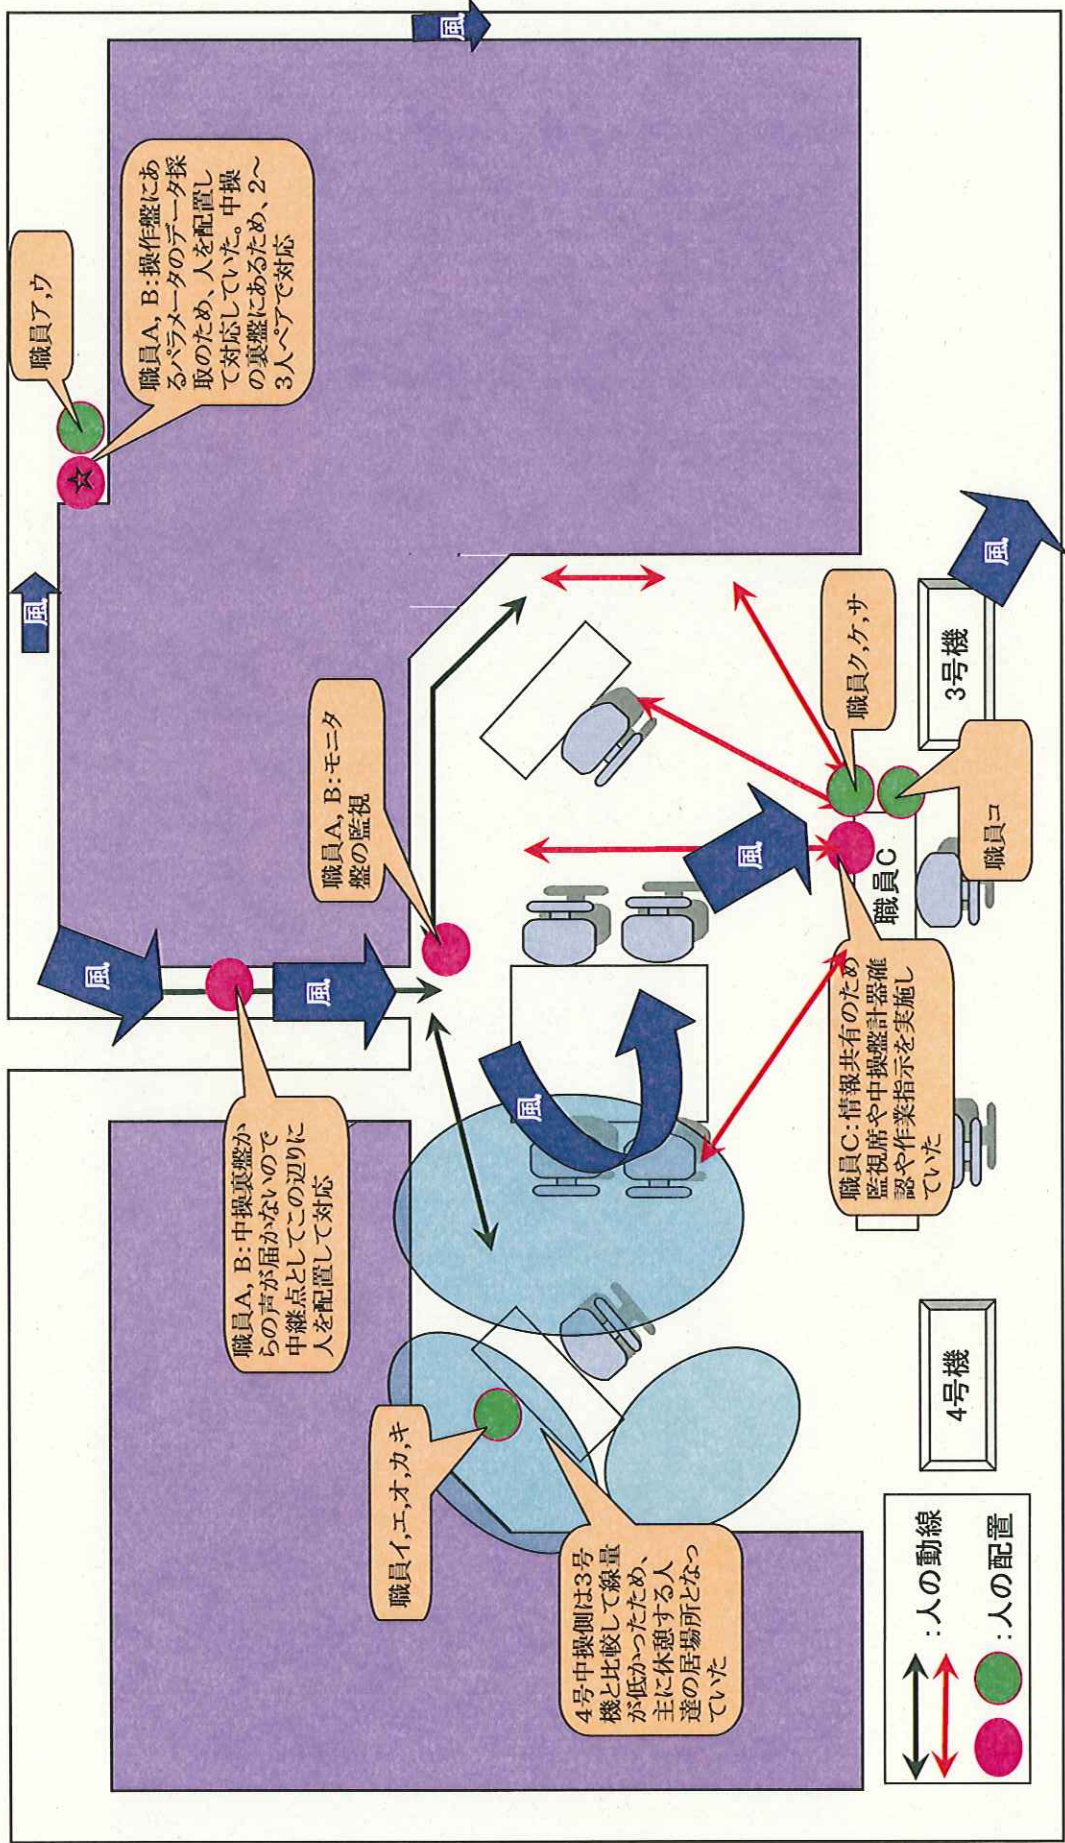 職員ア,ウ
職員A, B:操作盤にあ
るパラメータのデータ採
取のため、人を配置し
て対応していた。中操
の裏盤にあるため、2〜
3人ペアで対応
風
風
風
風
職員A, B:中操裏盤か
らの声が届かないので
中継点としてこの辺りに
人を配置して対応
職員A, B:モニタ
盤の監視
職員イ,エ,オ,カ,キ
4号中操側は3号
機と比較して線量
が低かったため、
主に休憩する人
達の居場所となっ
ていた
風
風
職員ク,ケ,サ
職員C
職員コ
職員C:情報共有のため
監視席や中操盤計器確
認や作業指示を実施し
ていた
風
3号機
4号機
:人の動線
:人の配置